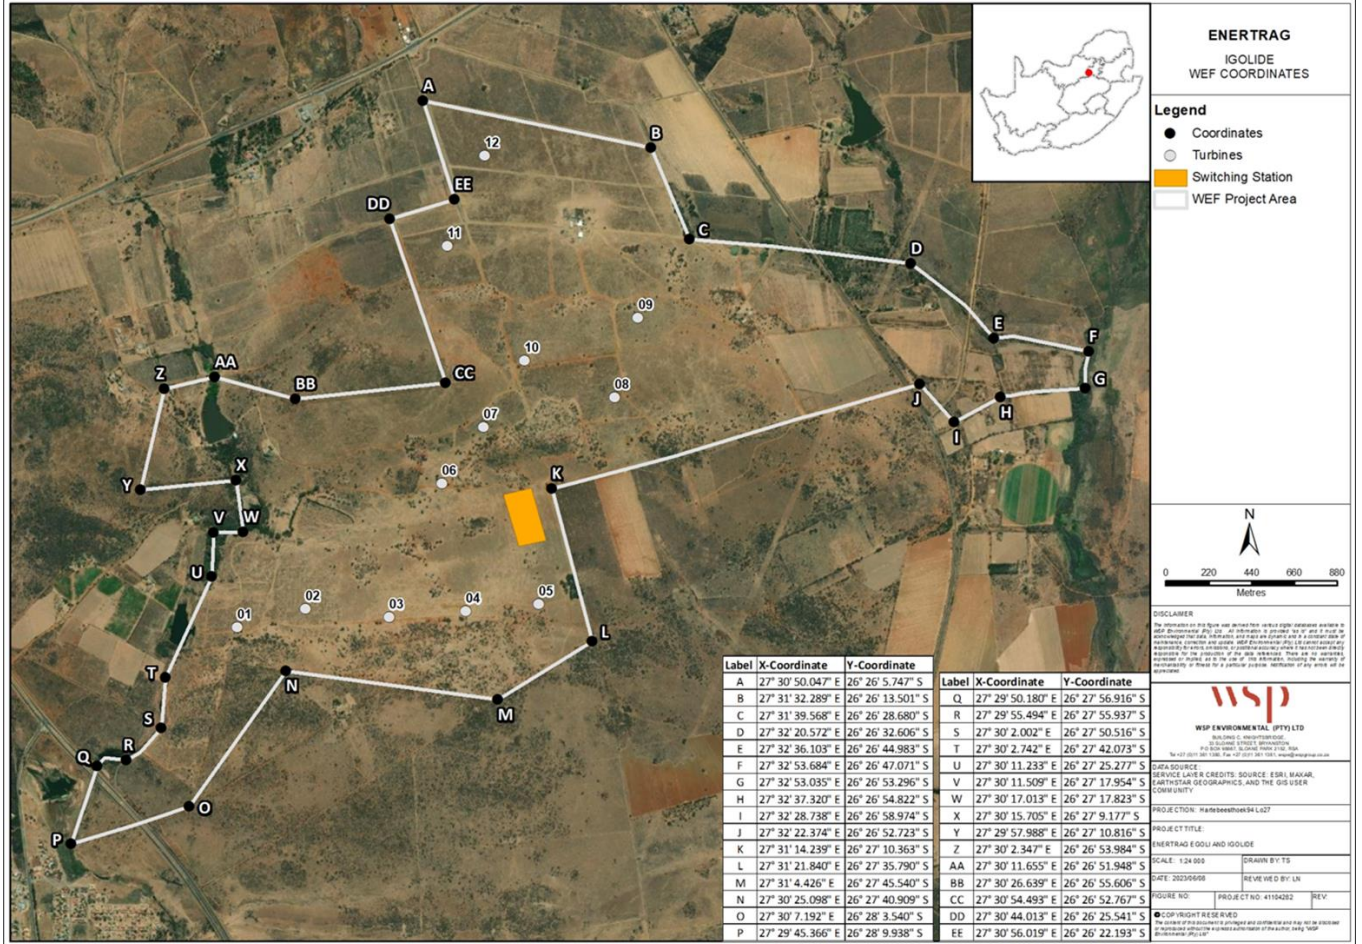 A
B
12
EE
DD
C
11
D
09
E
F
10
AA
CC
Z
BB
G
08
J
H
07
I
06
K
X
Y
V
W
U
05
02
04
03
01
L
T
N
M
S
R
Q
O
P
Label X-Coordinate Y-Coordinate
A 27° 30' 50.047" E 26° 26' 5.747" S
B 27° 31' 32.289" E 26° 26' 13.501" S
C 27° 31' 39.568" E 26° 26' 28.680" S
D 27° 32' 20.572" E 26° 26' 32.606" S
E 27° 32' 36.103" E 26° 26' 44.983" S
F 27° 32' 53.684" E 26° 26' 47.071" S
G 27° 32' 53.035" E 26° 26' 53.296" S
H 27° 32' 37.320" E 26° 26' 54.822" S
I 27° 32' 28.738" E 26° 26' 58.974" S
J 27° 32' 22.374" E 26° 26' 52.723" S
K 27° 31' 14.239" E 26° 27' 10.363" S
L 27° 31' 21.840" E 26° 27' 35.790" S
M 27° 31' 4.426" E 26° 27' 45.540" S
N 27° 30' 25.098" E 26° 27' 40.909" S
O 27° 30' 7.192" E 26° 28' 3.540" S
P 27° 29' 45.366" E 26° 28' 9.938" S
Label X-Coordinate Y-Coordinate
Q 27° 29' 50.180" E 26° 27' 56.916" S
R 27° 29' 55.494" E 26° 27' 55.937" S
S 27° 30' 2.002" E 26° 27' 50.516" S
T 27° 30' 2.742" E 26° 27' 42.073" S
U 27° 30' 11.233" E 26° 27' 25.277" S
V 27° 30' 11.509" E 26° 27' 17.954" S
W 27° 30' 17.013" E 26° 27' 17.823" S
X 27° 30' 15.705" E 26° 27' 9.177" S
Y 27° 29' 57.988" E 26° 27' 10.816" S
Z 27° 30' 2.347" E 26° 26' 53.984" S
AA 27° 30' 11.655" E 26° 26' 51.948" S
BB 27° 30' 26.639" E 26° 26' 55.606" S
CC 27° 30' 54.493" E 26° 26' 52.767" S
DD 27° 30' 44.013" E 26° 26' 25.541" S
EE 27° 30' 56.019" E 26° 26' 22.193" S
ENERTRAG
IGOLIDE
WEF COORDINATES
Legend
Coordinates
Turbines
Switching Station
WEF Project Area
N
0 220 440 660 880
Metres
DISCLAIMER
wsp
WSP ENVIRONMENTAL (PTY) LTD
DATA SOURCE:
SERVICE LAYER CREDITS: SOURCE: ESRI, MAXAR,
EARTHSTAR GEOGRAPHICS, AND THE GIS USER
COMMUNITY
PROJECTION: Hartebeesthoek94 Lo27
PROJECT TITLE:
ENERTRAG EGOLI AND IGOLIDE
SCALE: 1:24 000 DRAWN BY: TS
DATE: 2023/06/06 REVIEWED BY: LN
FIGURE NO: PROJECT NO: 41104282 REV:
©COPYRIGHT RESERVED